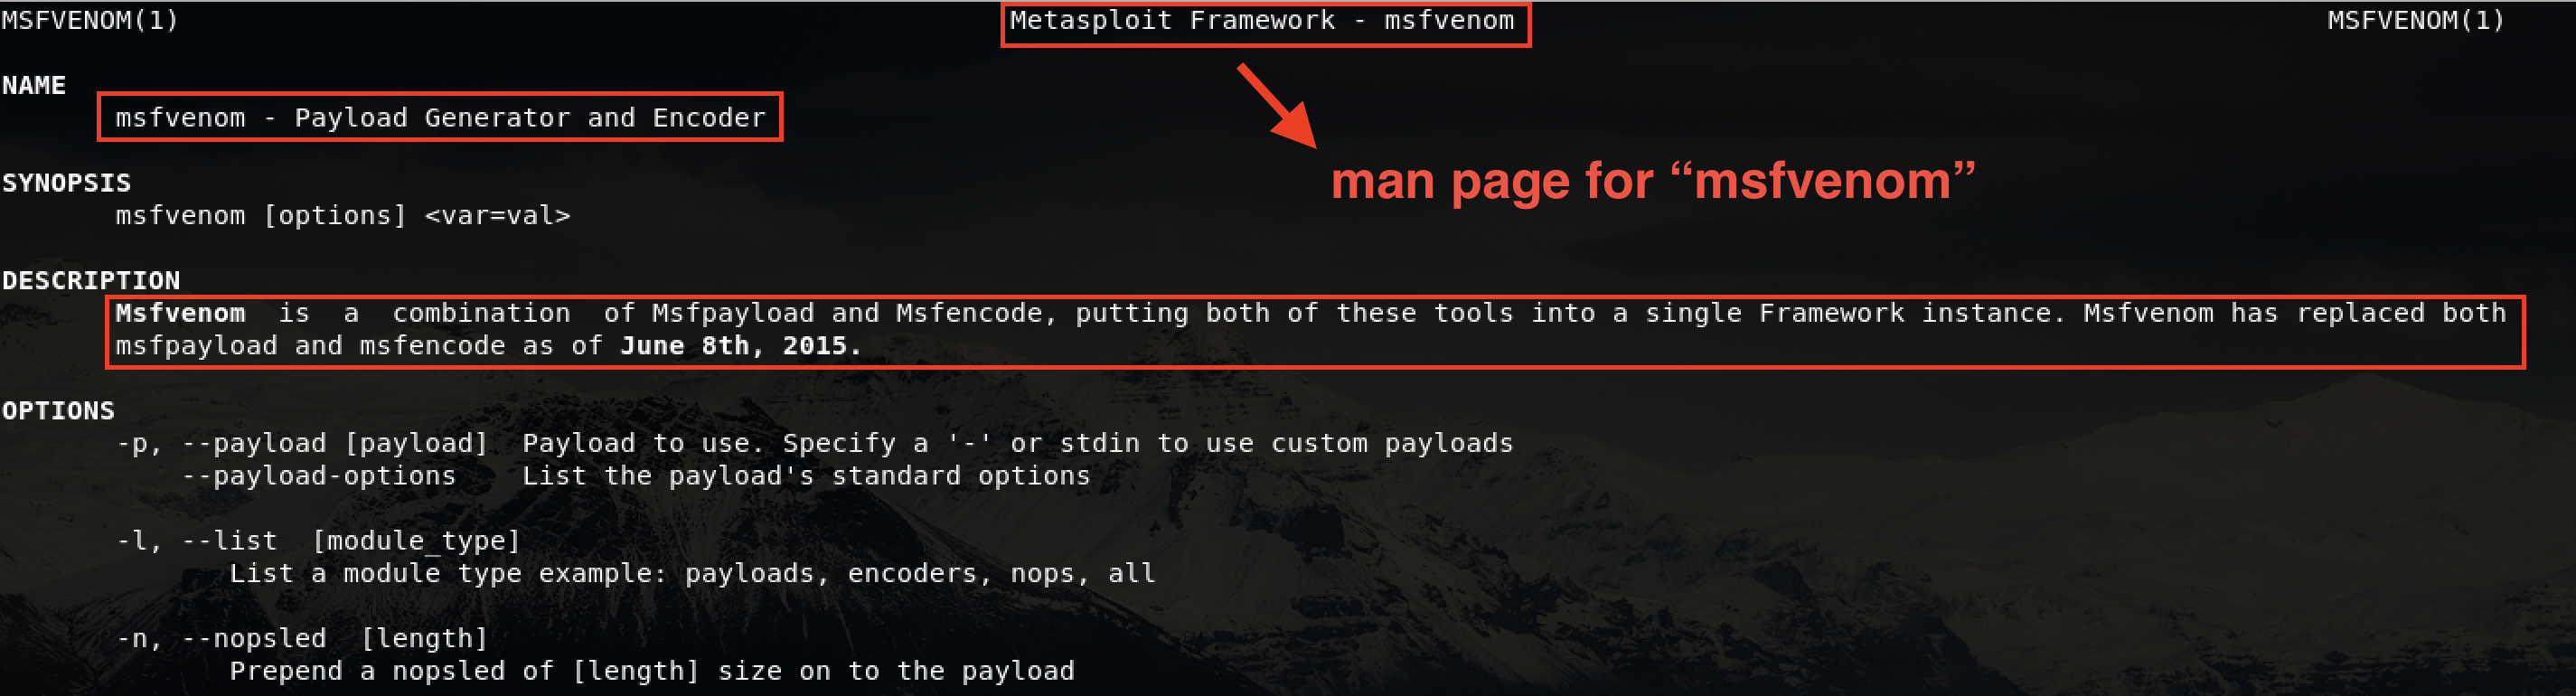 MSFVENOM(1) Metasploit Framework - msfvenom MSFVENOM(1)
NAME
msfvenom - Payload Generator and Encoder
man page for “msfvenom”
SYNOPSIS
msfvenom [options] <var=val>
DESCRIPTION
Msfvenom is a combination of Msfpayload and Msfencode, putting both of these tools into a single Framework instance. Msfvenom has replaced both
msfpayload and msfencode as of June 8th, 2015.
OPTIONS
-p, --payload [payload] Payload to use. Specify a '-' or stdin to use custom payloads
--payload-options List the payload's standard options
-l, --list [module_type]
List a module type example: payloads, encoders, nops, all
-n, --nopsled [length]
Prepend a nopsled of [length] size on to the payload